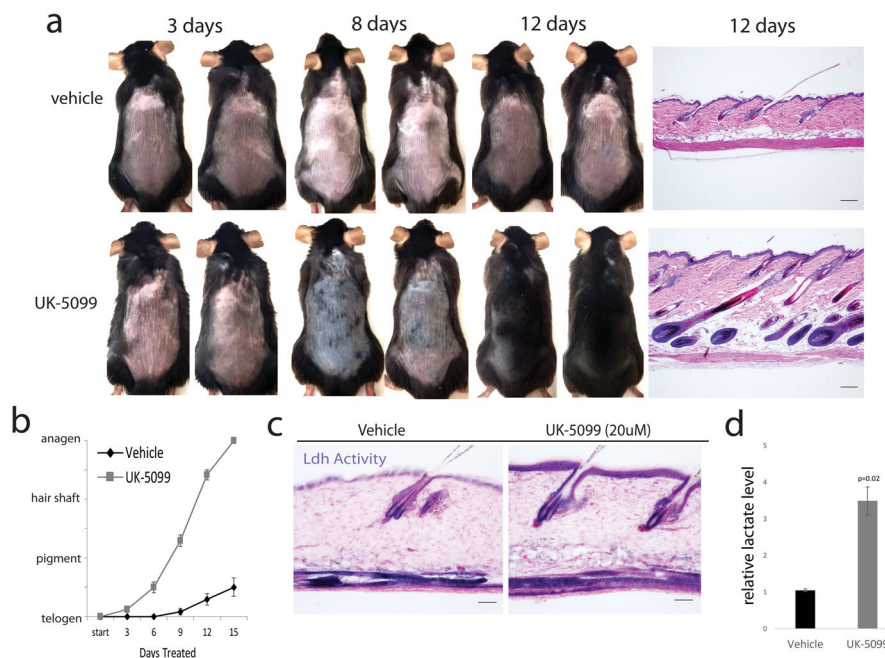 a
3 days
8 days
12 days
12 days
vehicle
UK-5099
b
anagen
hair shaft
pigment
telogen
Vehicle
UK-5099
start 3 6 9 12 15
Days Treated
c
Vehicle
UK-5099 (20uM)
Ldh Activity
d
relative lactate level
5
4
3
2
1
0
p=0.02
Vehicle
UK-5099